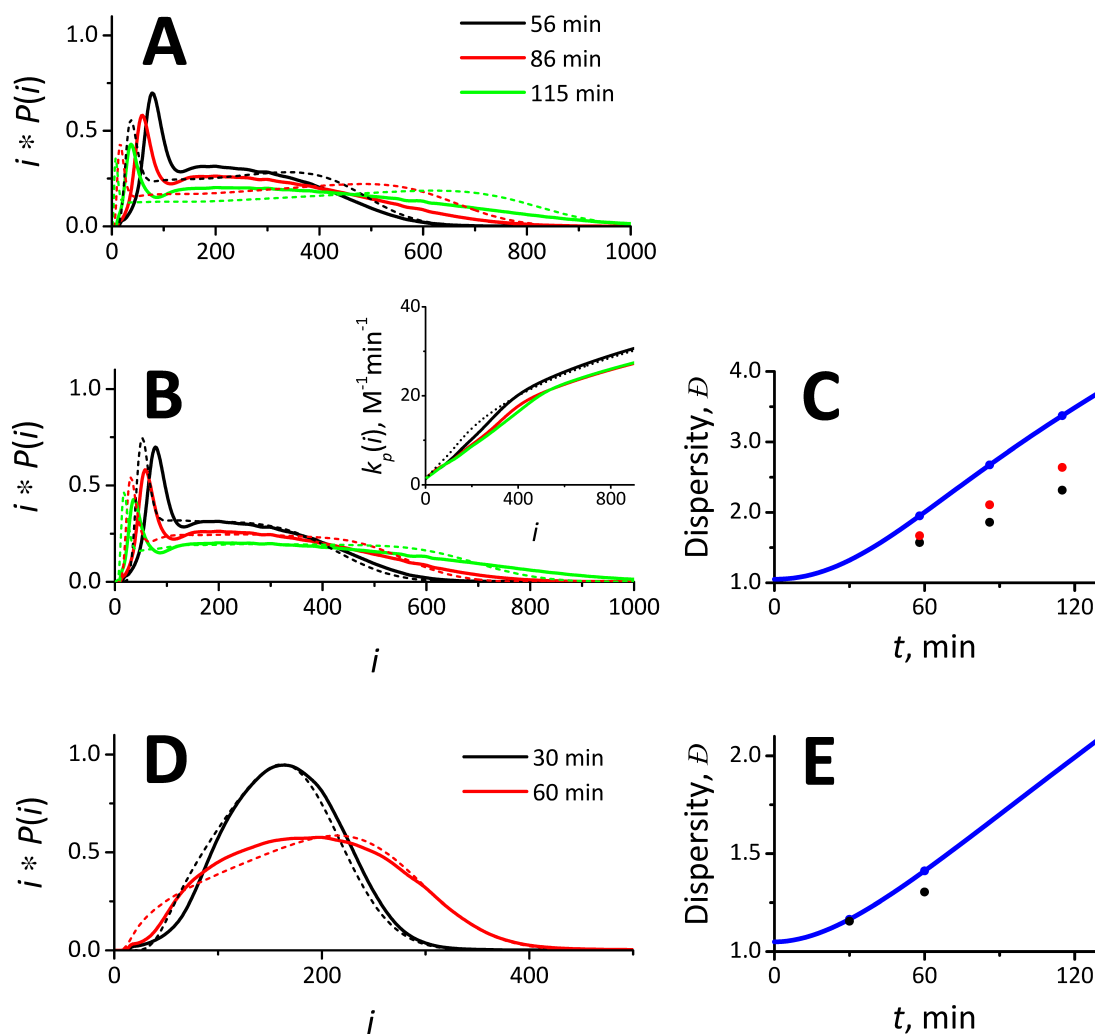 A
56 min
86 min
115 min
1.0
0.5
0.0
i * P(i)
0 200 400 600 800 1000
B
1.0
0.5
0.0
i * P(i)
0 200 400 600 800 1000
i
40
20
0
kp(i), M-1min-1
0 400 800
i
C
4.0
3.0
2.0
1.0
Dispersity, Đ
0 60 120
t, min
D
30 min
60 min
1.0
0.5
0.0
i * P(i)
0 200 400
i
E
2.0
1.5
1.0
Dispersity, Đ
0 60 120
t, min